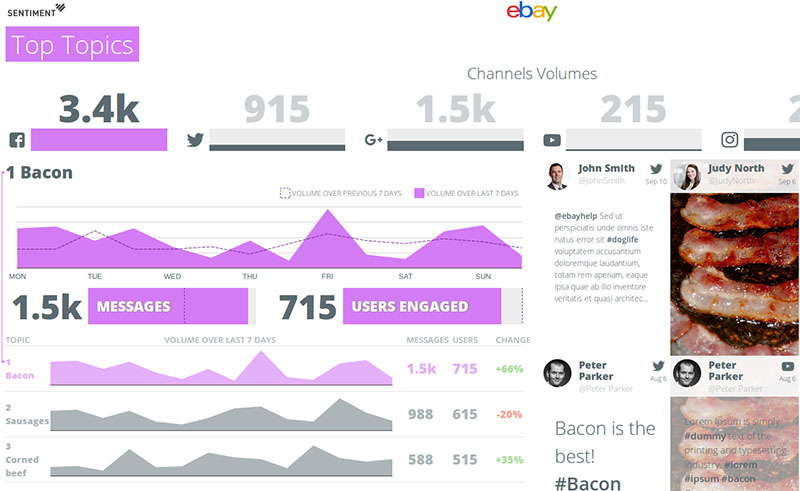 SENTIMENT
ebay
Top Topics
Channels Volumes
3.4k
915
1.5k
215
2
1 Bacon
VOLUME OVER PREVIOUS 7 DAYS
VOLUME OVER LAST 7 DAYS
MON TUE WED THU FRI SAT SUN
1.5k MESSAGES
715 USERS ENGAGED
TOPIC VOLUME OVER LAST 7 DAYS MESSAGES USERS CHANGE
1
Bacon
1.5k 715 +66%
2
Sausages
988 615 -20%
3
Corned
beef
588 515 +35%
John Smith
@JohnSmith
Sep 10
@ebayhelp Sed ut
perspiciatis unde omnis iste
natus error sit #doglife
voluptatem accusantium
doloremque laudantium,
totam rem aperiam, eaque
ipsa quae ab illo inventore
veritatis et quasi architec...
Judy North
@JudyNorth
Sep 6
Peter
Parker
@Peter Parker
Aug 6
Bacon is the
best!
#Bacon
Peter
Parker
@Peter Parker
Aug 6
Lorem Ipsum is simply
#dummy text of the
printing and typesetting
industry. #lorem
#ipsum #bacon